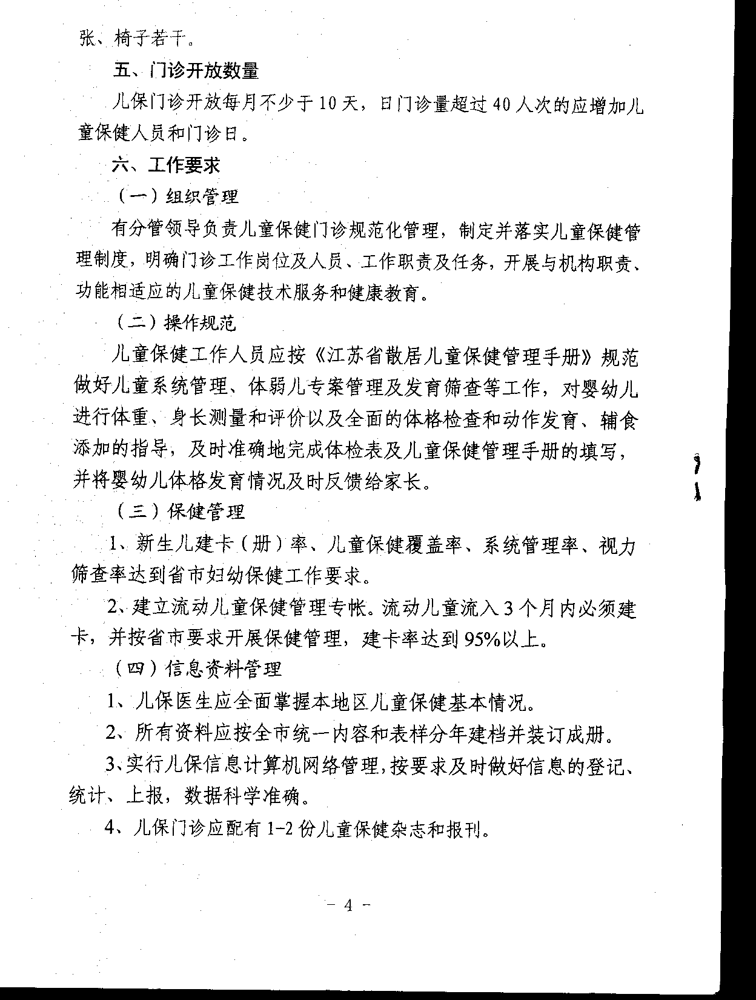 张、椅子若干。
五、门诊开放数量
儿保门诊开放每月不少于10天，日门诊量超过40人次的应增加儿
童保健人员和门诊日。
六、工作要求
（一）组织管理
有分管领导负责儿童保健门诊规范化管理，制定并落实儿童保健管
理制度，明确门诊工作岗位及人员、工作职责及任务，开展与机构职责、
功能相适应的儿童保健技术服务和健康教育。
（二）操作规范
儿童保健工作人员应按《江苏省散居儿童保健管理手册》规范
做好儿童系统管理、体弱儿专案管理及发育筛查等工作，对婴幼儿
进行体重、身长测量和评价以及全面的体格检查和动作发育、辅食
添加的指导，及时准确地完成体检表及儿童保健管理手册的填写，
并将婴幼儿体格发育情况及时反馈给家长。
（三）保健管理
1、新生儿建卡（册）率、儿童保健覆盖率、系统管理率、视力
筛查率达到省市妇幼保健工作要求。
2、建立流动儿童保健管理专帐。流动儿童流入3个月内必须建
卡，并按省市要求开展保健管理，建卡率达到95%以上。
（四）信息资料管理
1、儿保医生应全面掌握本地区儿童保健基本情况。
2、所有资料应按全市统一内容和表样分年建档并装订成册。
3、实行儿保信息计算机网络管理，按要求及时做好信息的登记、
统计、上报，数据科学准确。
4、儿保门诊应配有1-2份儿童保健杂志和报刊。
- 4 -